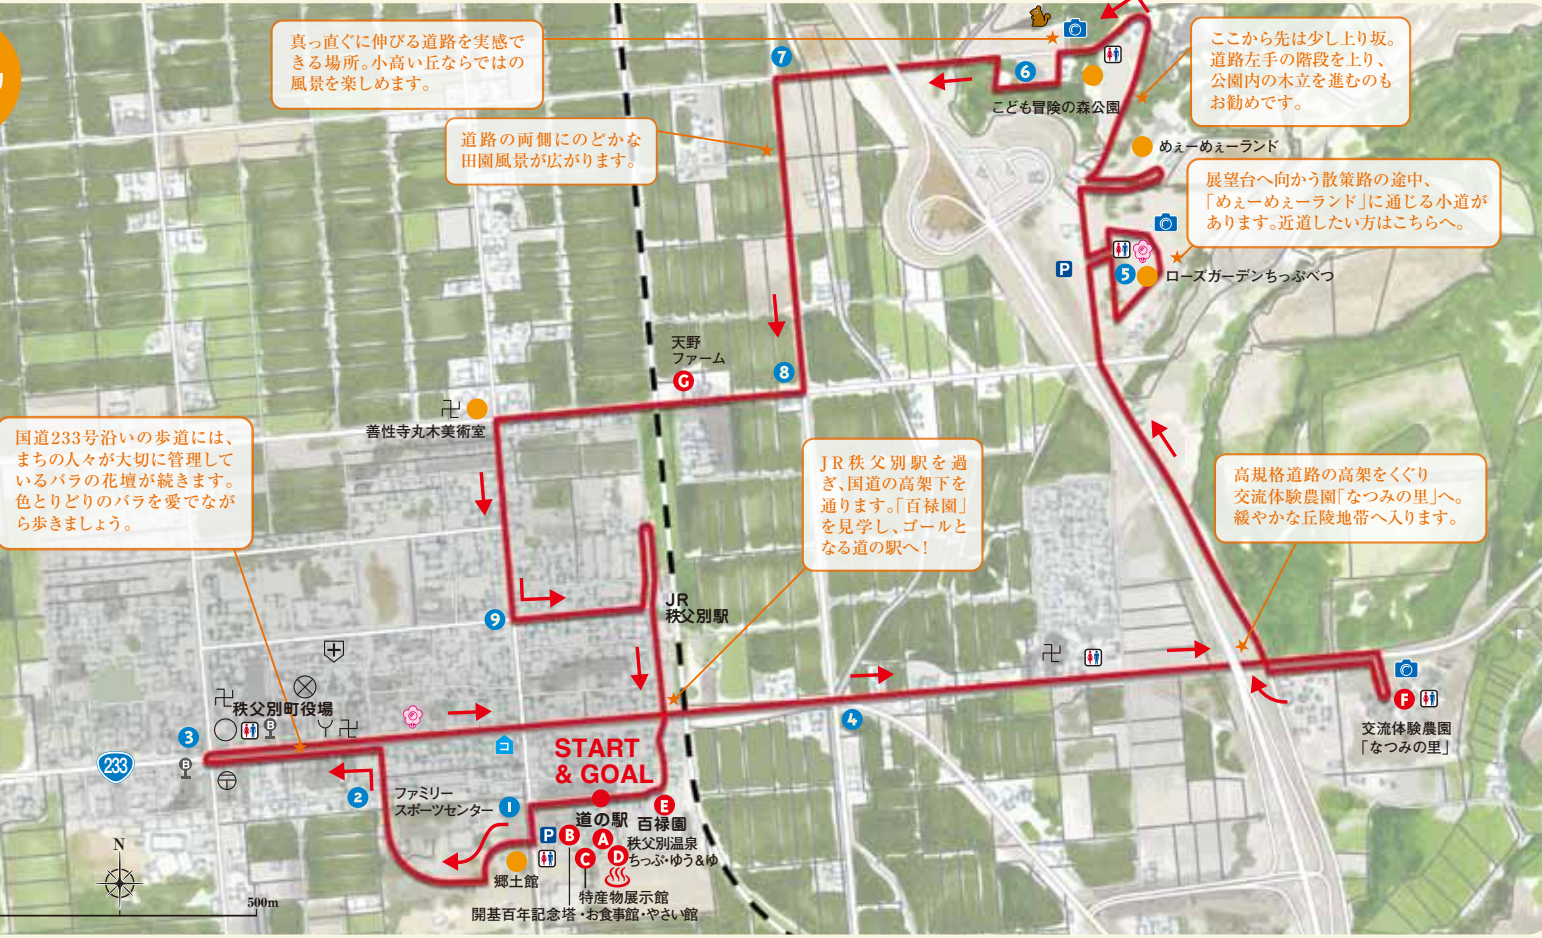 真っ直ぐに伸びる道路を実感で
きる場所。小高い丘ならではの
風景を楽しめます。
道路の両側にのどかな
田園風景が広がります。
ここから先は少し上り坂。
道路左手の階段を上り、
公園内の木立を進むのも
お勧めです。
7
6
こども冒険の森公園
めぇーめぇーランド
展望台へ向かう散策路の途中、
「めぇーめぇーランド」に通じる小道が
あります。近道したい方はこちらへ。
P
5
ローズガーデンちっぷべつ
天野
ファーム
G
8
卍
善性寺丸木美術室
国道233号沿いの歩道には、
まちの人々が大切に管理して
いるバラの花壇が続きます。
色とりどりのバラを愛でなが
ら歩きましょう。
JR秩父別駅を過
ぎ、国道の高架下を
通ります。「百禄園」
を見学し、ゴールと
なる道の駅へ!
高規格道路の高架をくぐり
交流体験農園「なつみの里」へ。
緩やかな丘陵地帯へ入ります。
9
JR
秩父別駅
卍
卍
秩父別町役場
B
卍
3
B
233
〒
コ
4
F
交流体験農園
「なつみの里」
START
& GOAL
2
ファミリー
スポーツセンター
1
道の駅
E
百禄園
P
B
A
秩父別温泉
ちっぷ・ゆう&ゆ
C
D
郷土館
特産物展示館
開基百年記念塔・お食事館・やさい館
N
500m